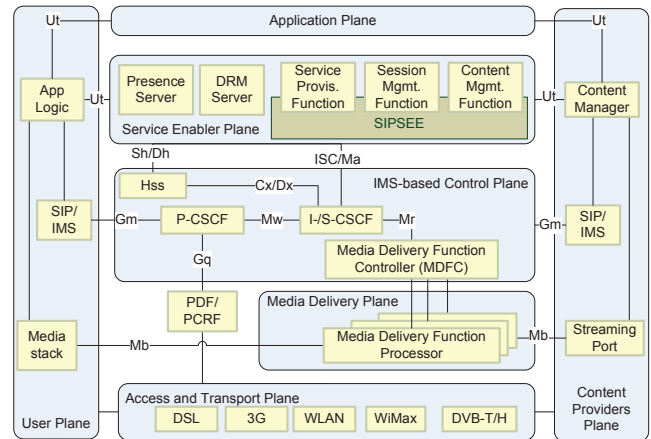 Ut
Application Plane
Ut
App
Logic
Ut
Presence
Server
DRM
Server
Service
Provis.
Function
Session
Mgmt.
Function
Content
Mgmt.
Function
SIPSEE
Service Enabler Plane
Ut
Content
Manager
Sh/Dh
ISC/Ma
Hss
Cx/Dx
IMS-based Control Plane
SIP/
IMS
Gm
P-CSCF
Mw
I-/S-CSCF
Mr
Gm
SIP/
IMS
Gq
Media Delivery Function
Controller (MDFC)
PDF/
PCRF
Media Delivery Plane
Media
stack
Mb
Media Delivery Function
Processor
Mb
Streaming
Port
Access and Transport Plane
DSL
3G
WLAN
WiMax
DVB-T/H
User Plane
Content
Providers
Plane